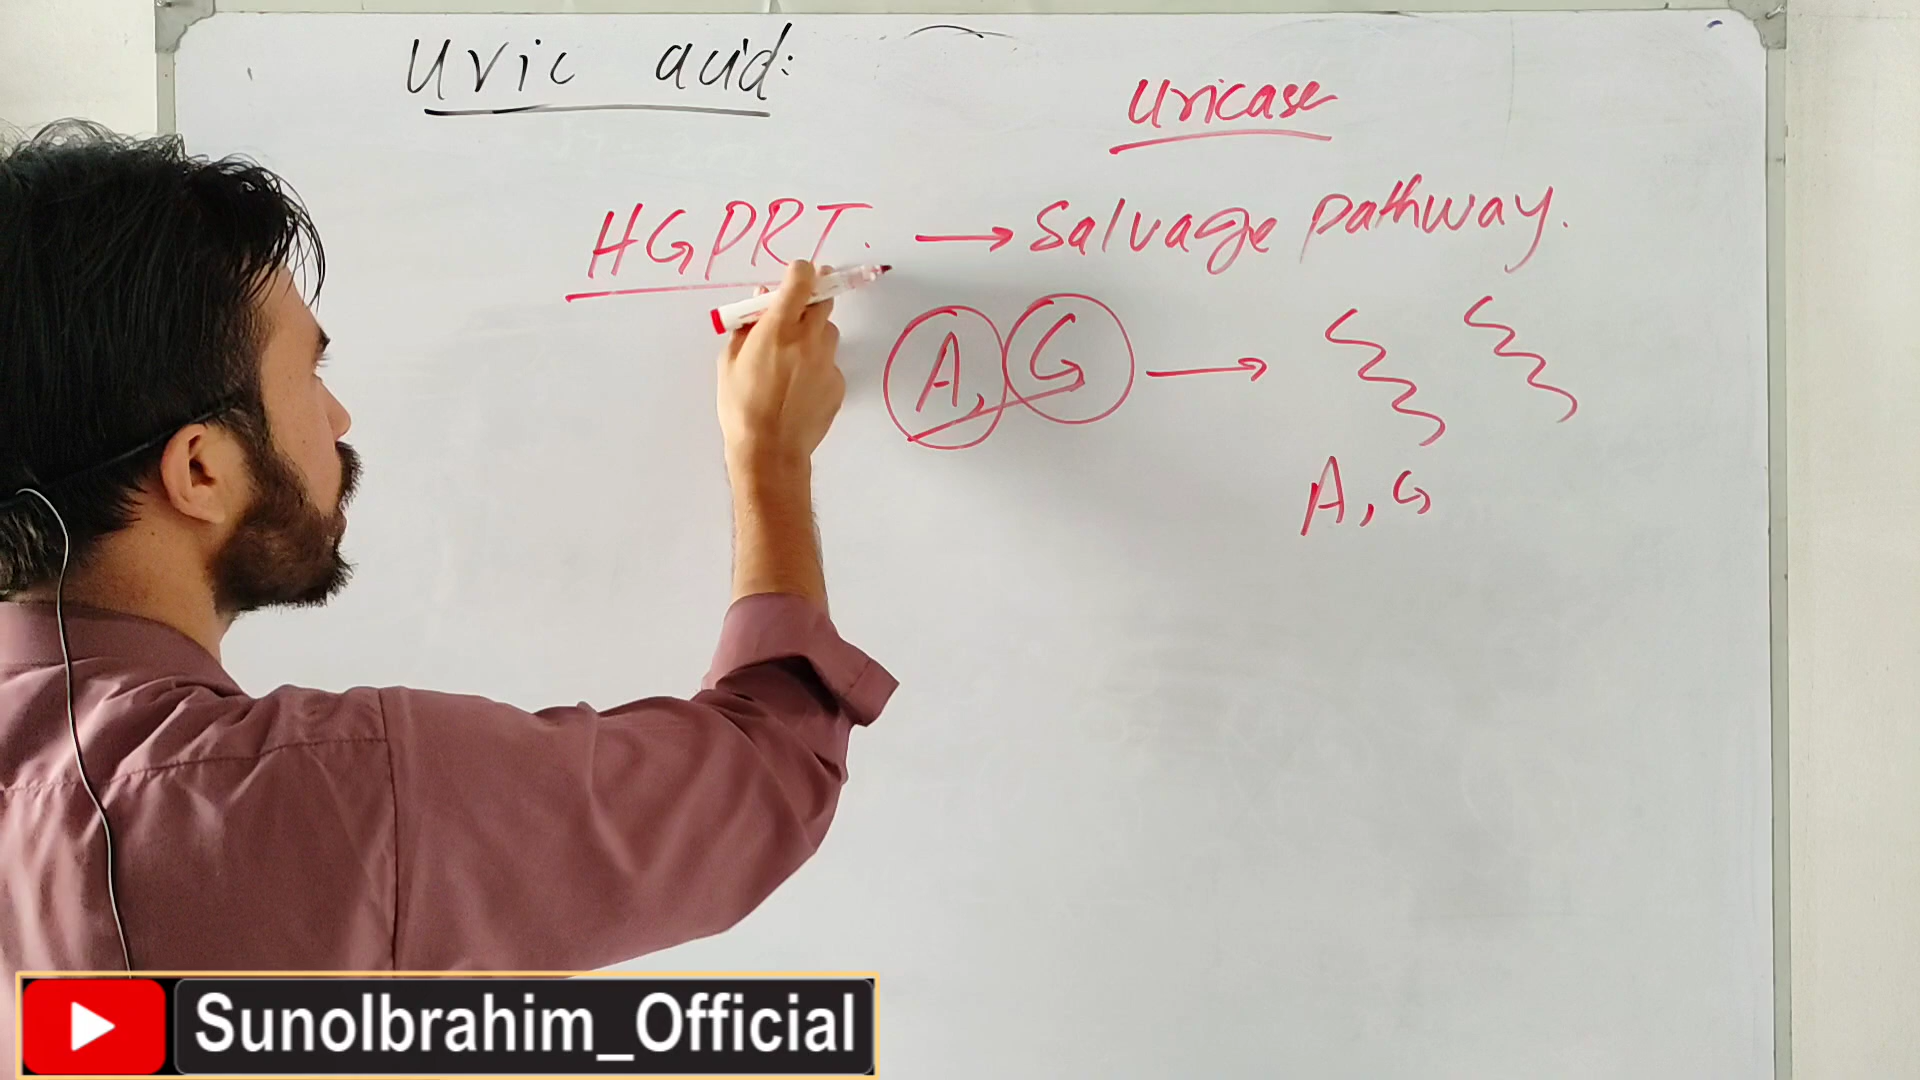 Uric acid:
Uricase
HGPRT. → Salvage pathway.
A, G →
A, G
SunoIbrahim_Official